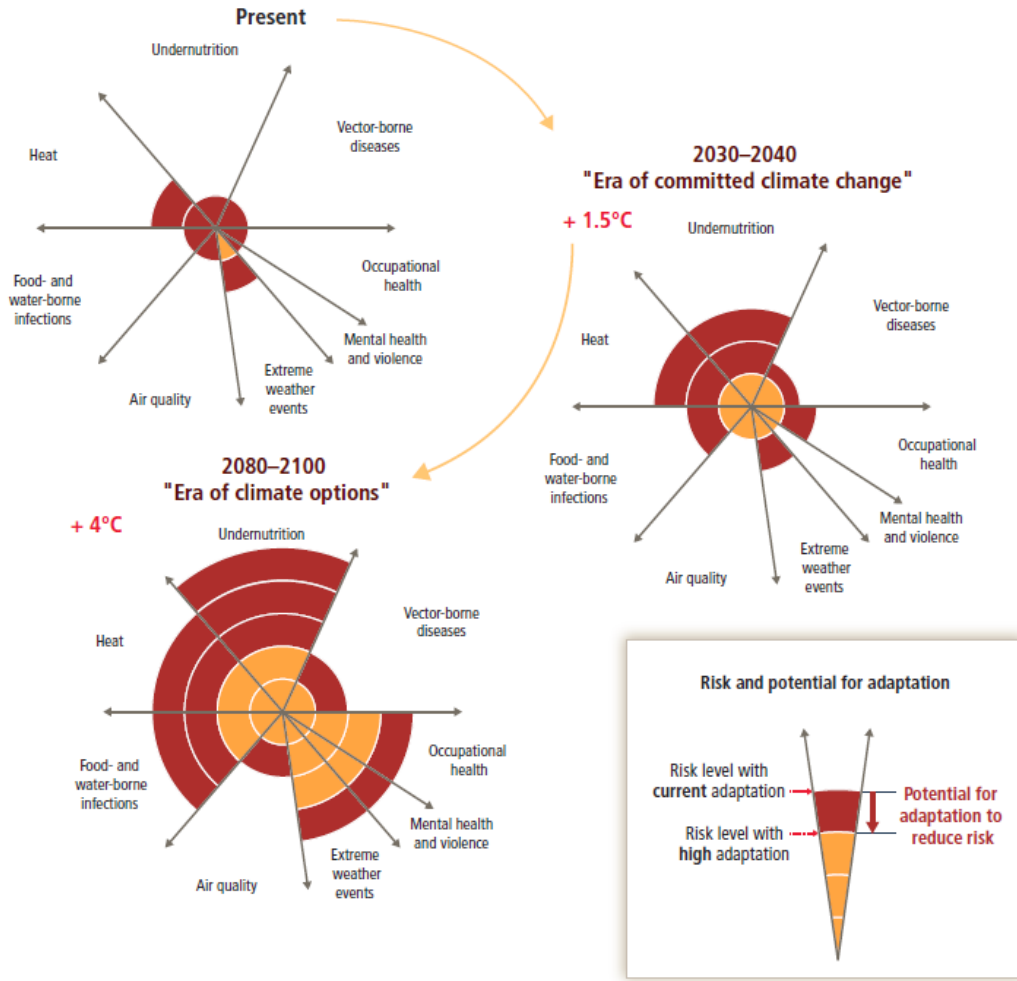 Present
Undernutrition
Vector-borne
diseases
Heat
Occupational
health
Food- and
water-borne
infections
Mental health
and violence
Extreme
weather
events
Air quality
2030–2040
"Era of committed climate change"
+ 1.5°C
Undernutrition
Vector-borne
diseases
Heat
Occupational
health
Food- and
water-borne
infections
Mental health
and violence
Extreme
weather
events
Air quality
2080–2100
"Era of climate options"
+ 4°C
Undernutrition
Vector-borne
diseases
Heat
Occupational
health
Food- and
water-borne
infections
Mental health
and violence
Extreme
weather
events
Air quality
Risk and potential for adaptation
Risk level with
current adaptation
Risk level with
high adaptation
Potential for
adaptation to
reduce risk